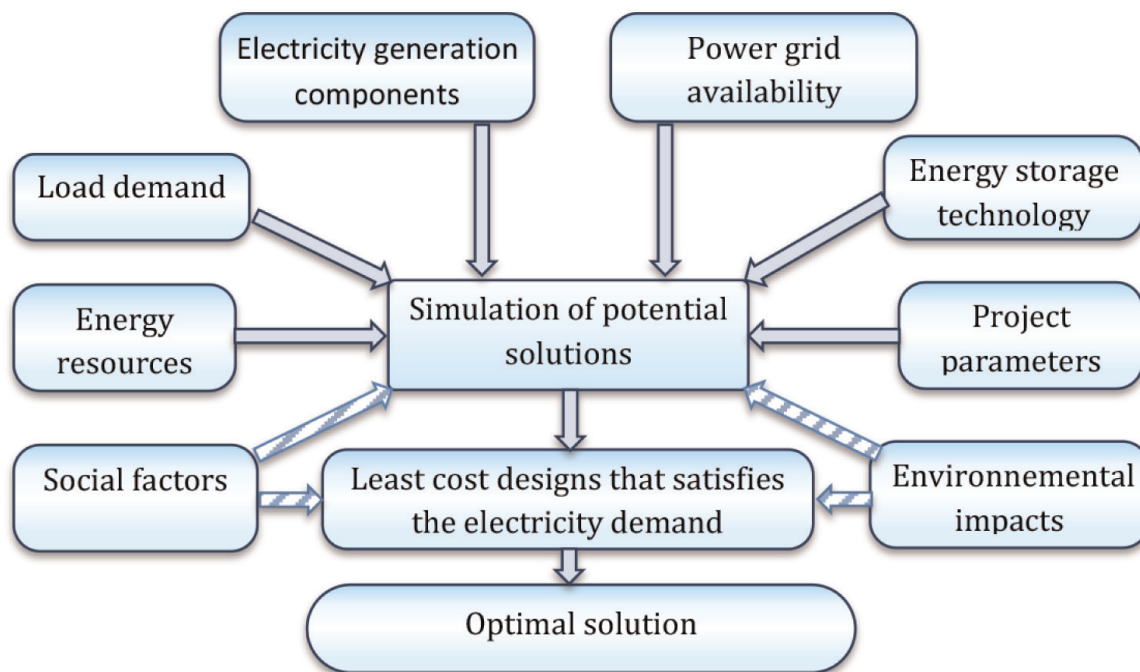 Electricity generation
components
Power grid
availability
Load demand
Energy storage
technology
Energy
resources
Simulation of potential
solutions
Project
parameters
Social factors
Least cost designs that satisfies
the electricity demand
Environnemental
impacts
Optimal solution